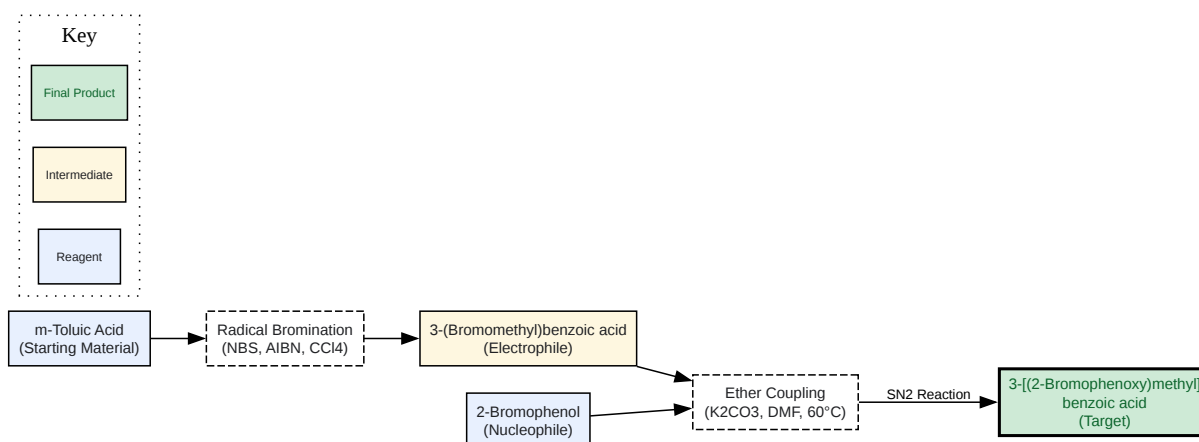 Key
Final Product
Intermediate
Reagent
m-Toluic Acid
(Starting Material)
Radical Bromination
(NBS, AIBN, CCl4)
3-(Bromomethyl)benzoic acid
(Electrophile)
2-Bromophenol
(Nucleophile)
Ether Coupling
(K2CO3, DMF, 60°C)
SN2 Reaction
3-[(2-Bromophenoxy)methyl]
benzoic acid
(Target)